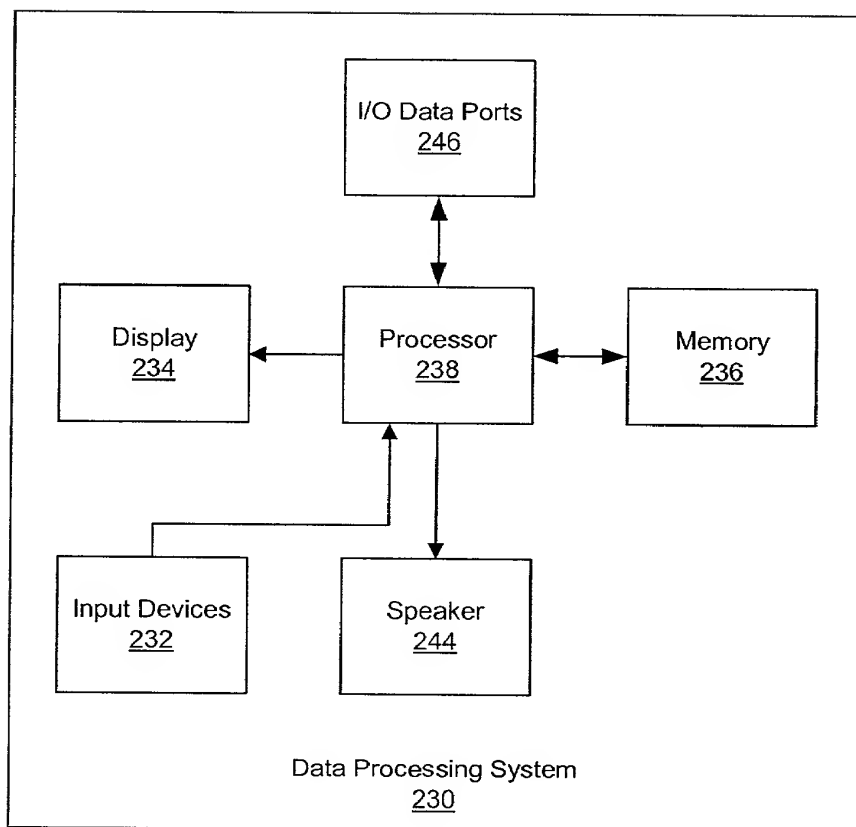 I/O Data Ports
246
Display
234
Processor
238
Memory
236
Input Devices
232
Speaker
244
Data Processing System
230